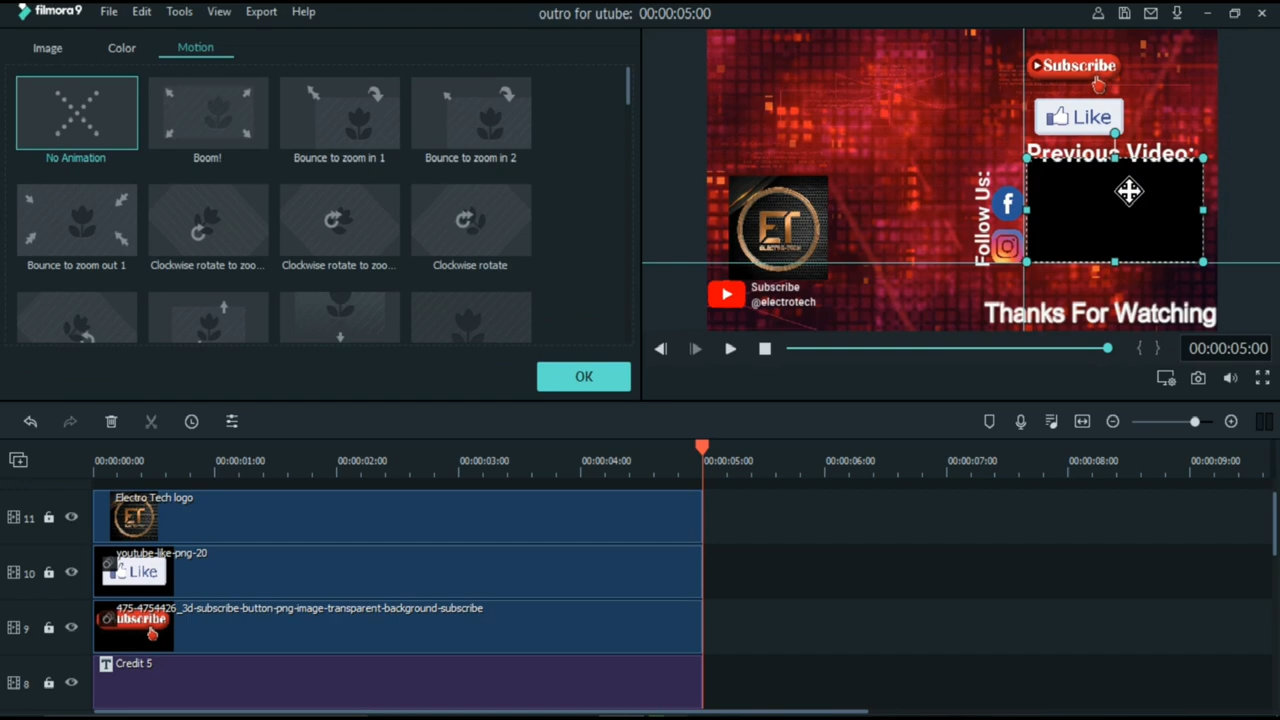 filmora9 File Edit Tools View Export Help outro for utube: 00:00:05:00
Image Color Motion
No Animation Boom! Bounce to zoom in 1 Bounce to zoom in 2
Bounce to zoom out 1 Clockwise rotate to zoo... Clockwise rotate to zoo... Clockwise rotate
OK
Subscribe
Like
Previous Video:
Follow Us:
ET
ELECTRO-TECH
Subscribe
@electrotech
Thanks For Watching
{ } 00:00:05:00
00:00:00:00 00:00:01:00 00:00:02:00 00:00:03:00 00:00:04:00 00:00:05:00 00:00:06:00 00:00:07:00 00:00:08:00 00:00:09:00
11 Electro Tech logo
ET
10 youtube-like-png-20
Like
9 475-4754426_3d-subscribe-button-png-image-transparent-background-subscribe
ubscribe
8 T Credit 5